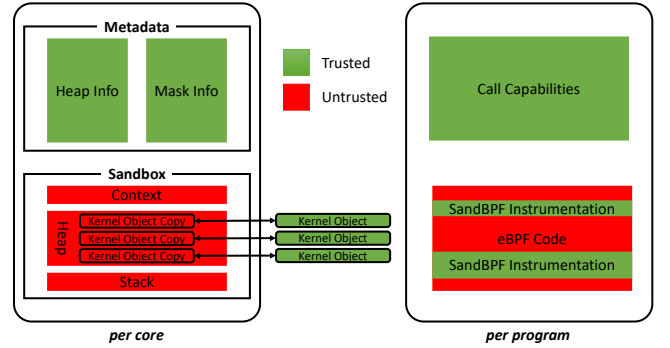 Metadata
Heap Info
Mask Info
Trusted
Untrusted
Call Capabilities
Sandbox
Context
Heap
Kernel Object Copy
Kernel Object
Kernel Object Copy
Kernel Object
Kernel Object Copy
Kernel Object
Stack
SandBPF Instrumentation
eBPF Code
SandBPF Instrumentation
per core
per program